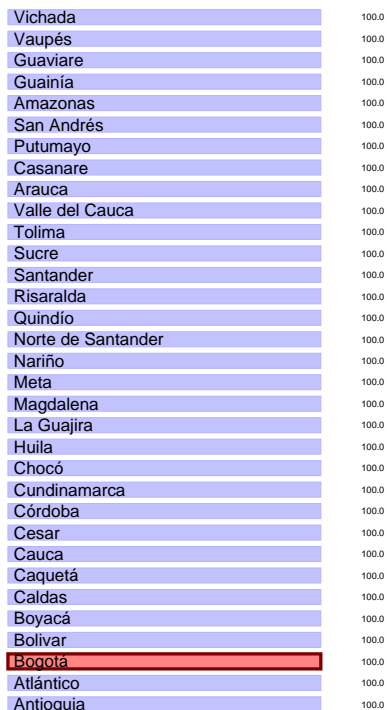 Vichada 100.0
Vaupés 100.0
Guaviare 100.0
Guainía 100.0
Amazonas 100.0
San Andrés 100.0
Putumayo 100.0
Casanare 100.0
Arauca 100.0
Valle del Cauca 100.0
Tolima 100.0
Sucre 100.0
Santander 100.0
Risaralda 100.0
Quindío 100.0
Norte de Santander 100.0
Nariño 100.0
Meta 100.0
Magdalena 100.0
La Guajira 100.0
Huila 100.0
Chocó 100.0
Cundinamarca 100.0
Córdoba 100.0
Cesar 100.0
Cauca 100.0
Caquetá 100.0
Caldas 100.0
Boyacá 100.0
Bolivar 100.0
Bogotá 100.0
Atlántico 100.0
Antioquia 100.0